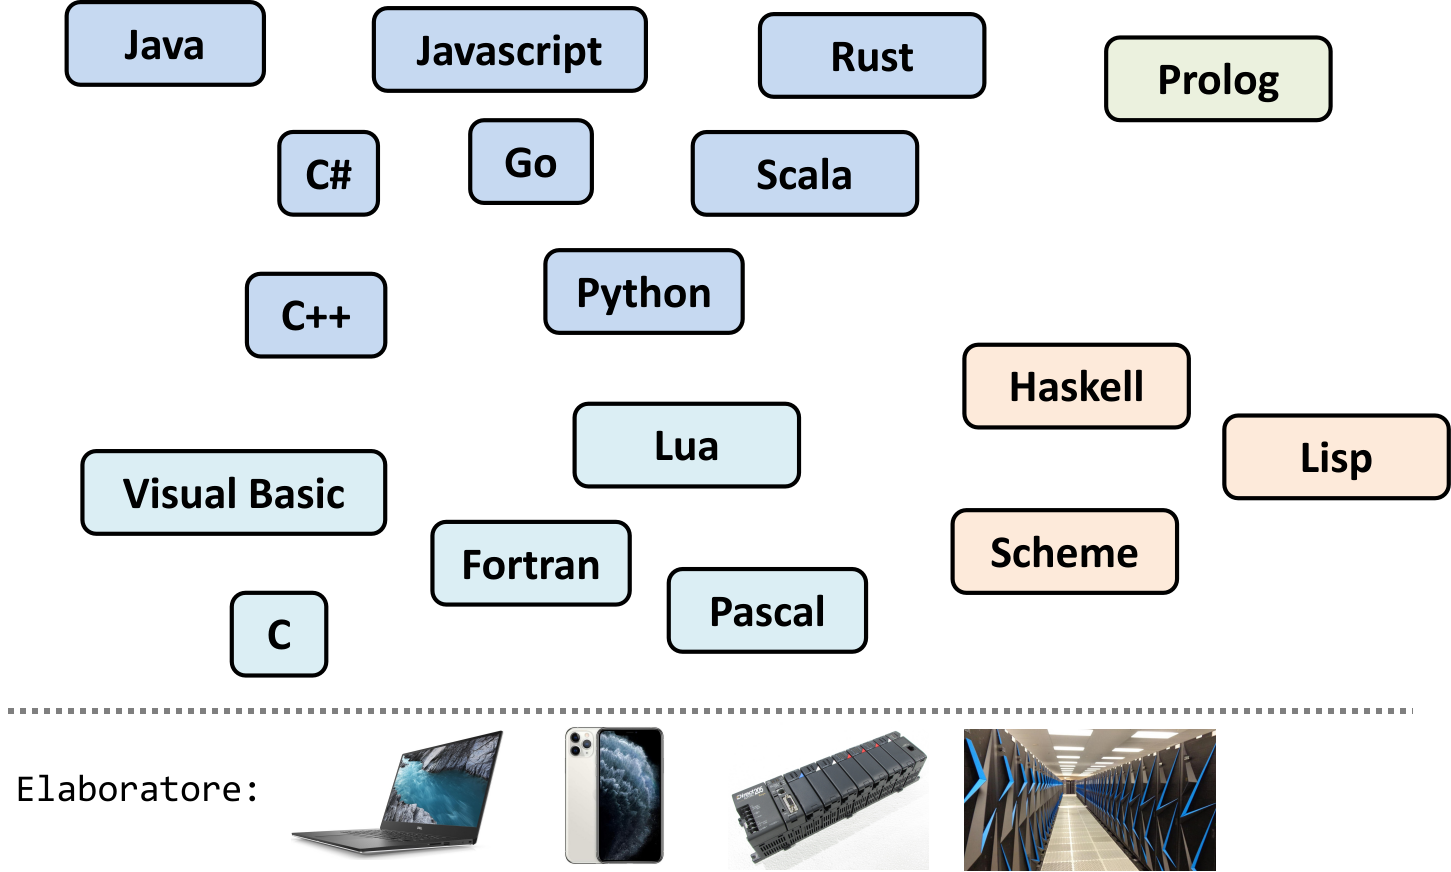 Java
Javascript
Rust
Prolog
C#
Go
Scala
Python
C++
Haskell
Lua
Lisp
Visual Basic
Scheme
Fortran
Pascal
C
Elaboratore: